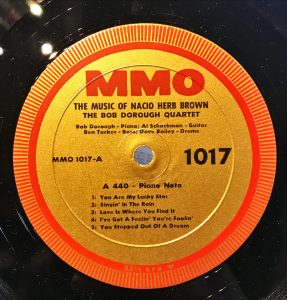 MMO
THE MUSIC OF NACIO HERB BROWN
THE BOB DOROUGH QUARTET
Bob Dorough - Piano; Al Schackman - Guitar
Ben Tucker - Bass; Dave Bailey - Drums
MMO 1017-A
1017
A 440 - Piano Note
1: You Are My Lucky Star
2: Singin' In The Rain
3: Love Is Where You Find It
4: I've Got A Feelin' You're Foolin'
5: You Stepped Out Of A Dream